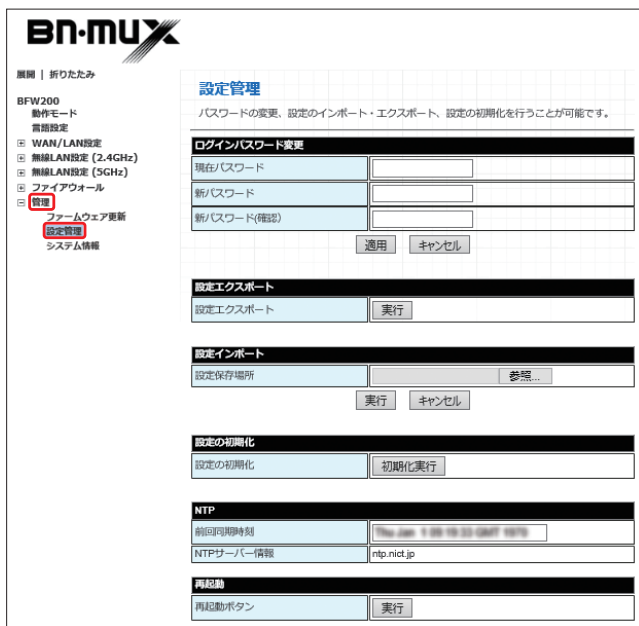 BN-MUX
展開 | 折りたたみ
BFW200
動作モード
言語設定
WAN/LAN設定
無線LAN設定 (2.4GHz)
無線LAN設定 (5GHz)
ファイアウォール
管理
ファームウェア更新
設定管理
システム情報
設定管理
パスワードの変更、設定のインポート・エクスポート、設定の初期化を行うことが可能です。
ログインパスワード変更
現在パスワード
新パスワード
新パスワード(確認)
適用 キャンセル
設定エクスポート
設定エクスポート 実行
設定インポート
設定保存場所 参照...
実行 キャンセル
設定の初期化
設定の初期化 初期化実行
NTP
前回同期時刻
NTPサーバー情報 ntp.nict.jp
再起動
再起動ボタン 実行